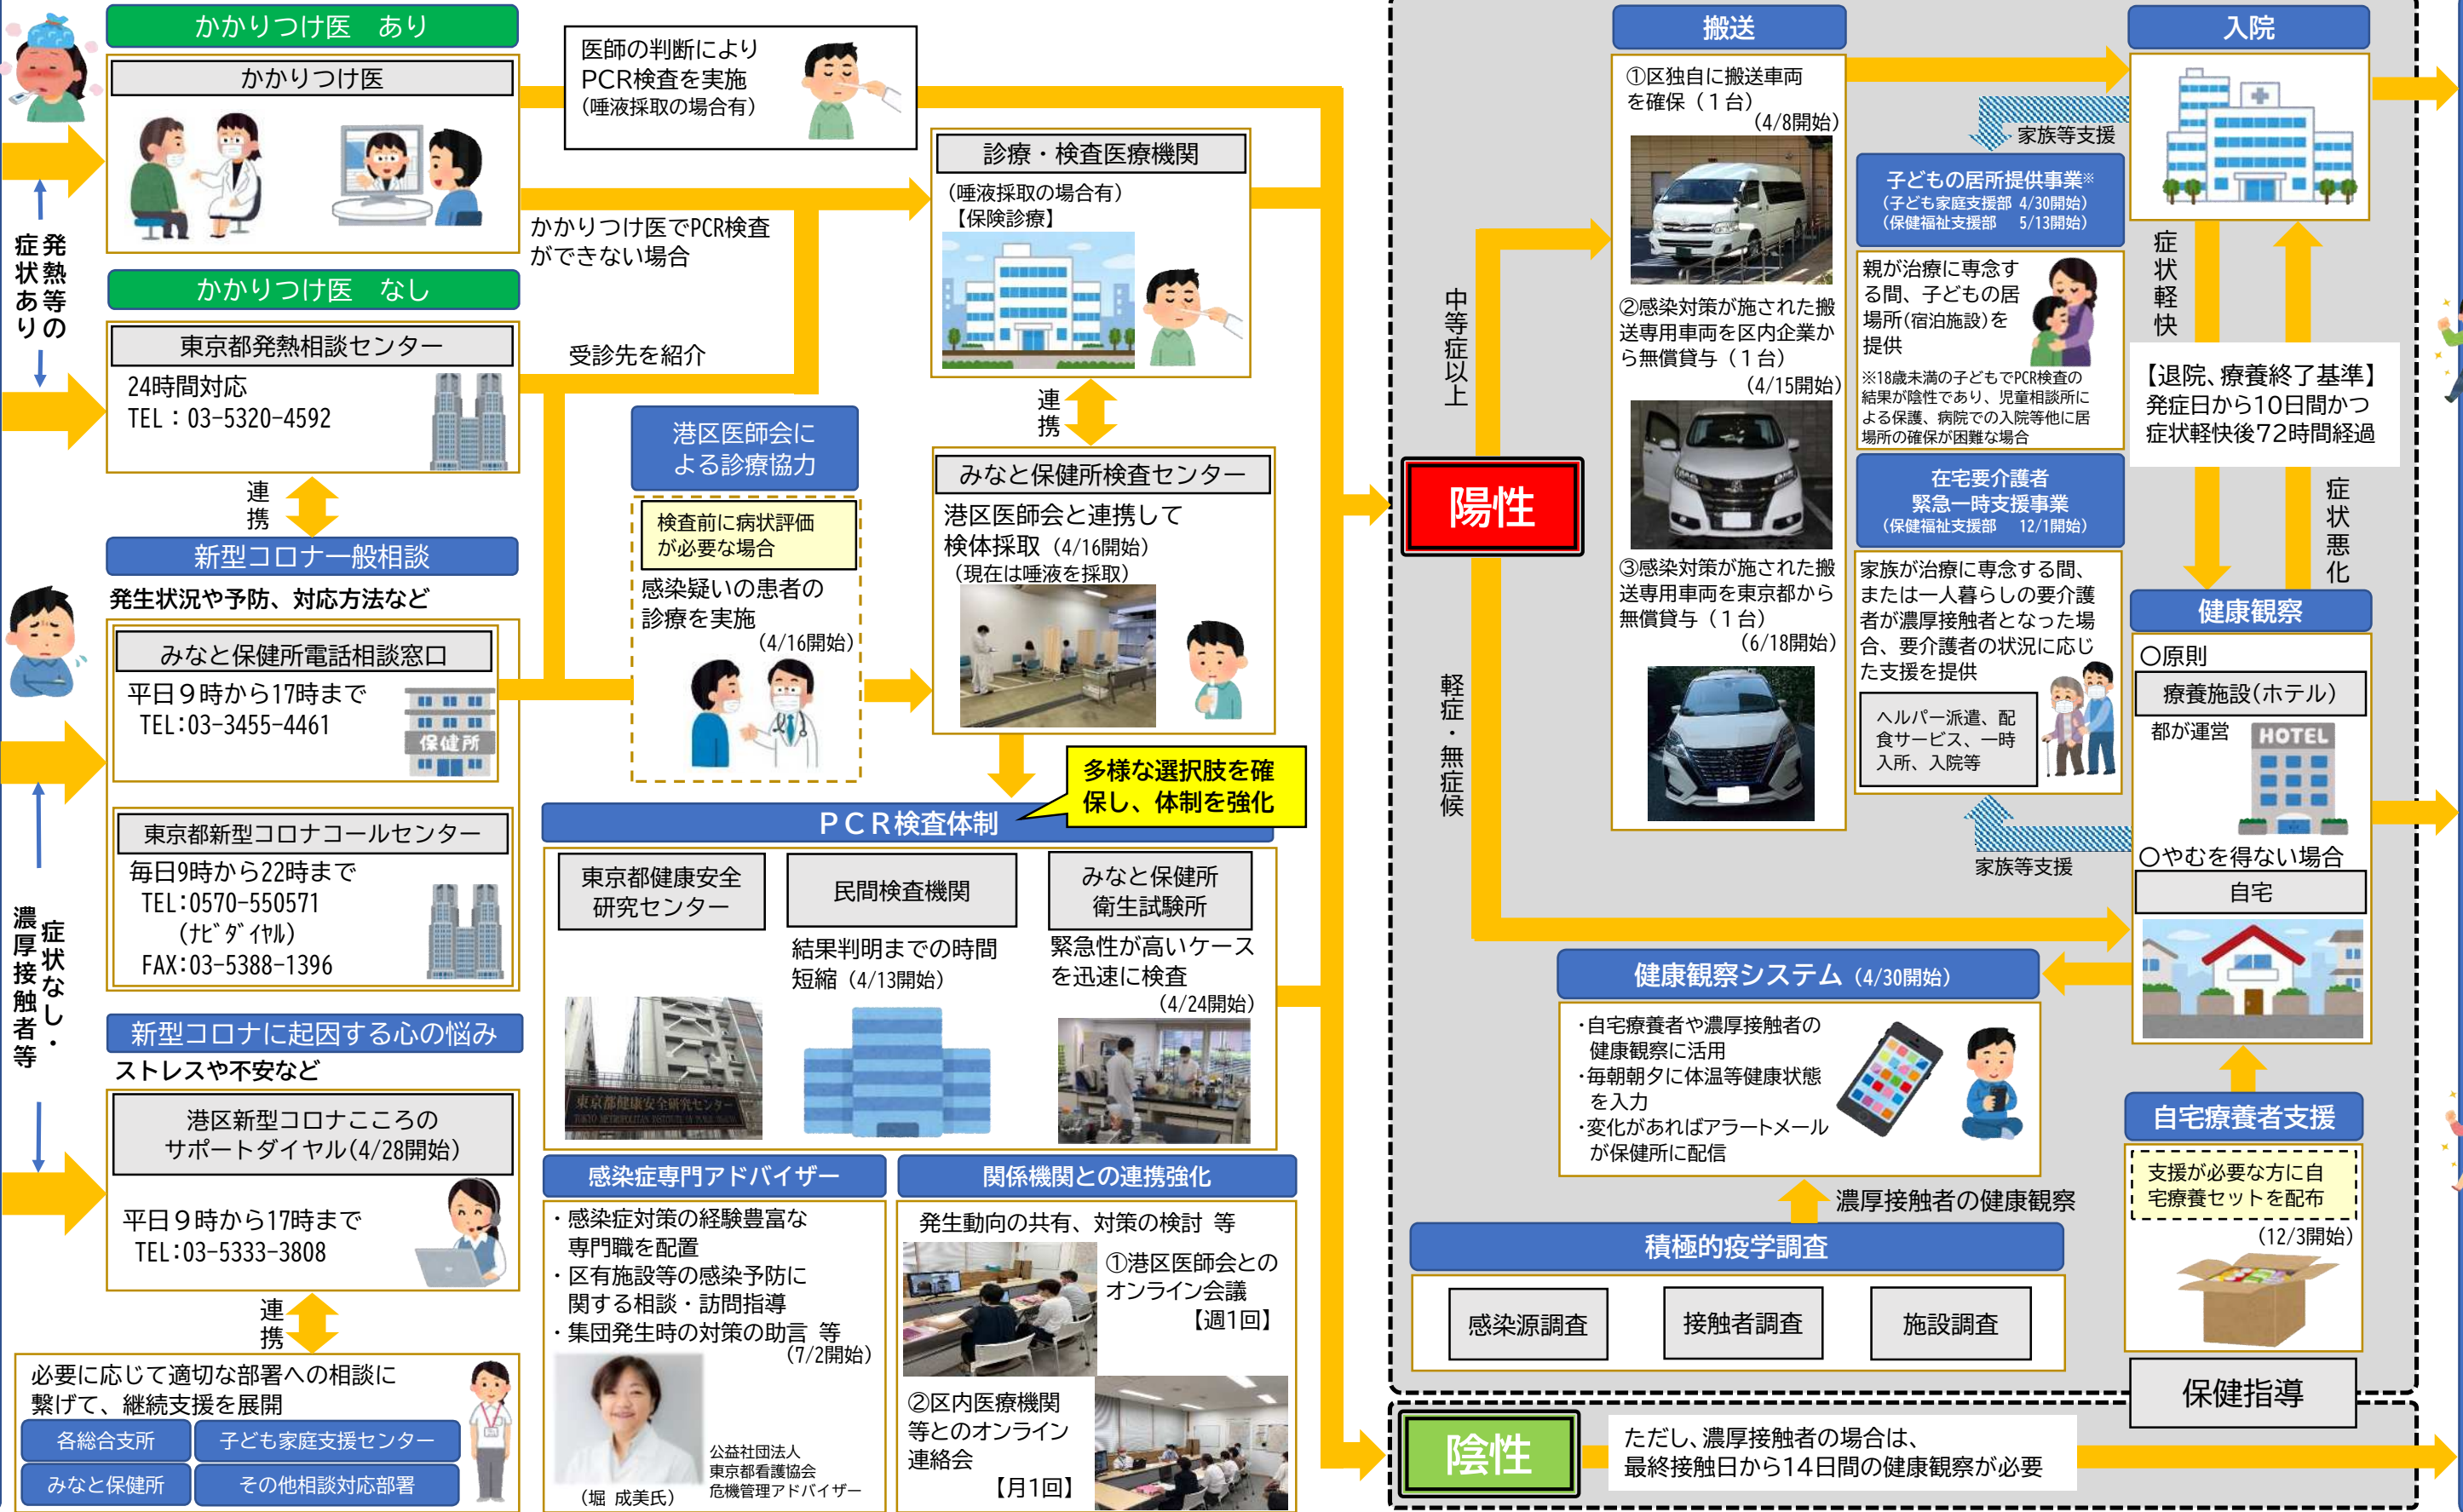 かかりつけ医 あり
かかりつけ医
発熱等の
症状あり
かかりつけ医 なし
東京都発熱相談センター
24時間対応
TEL：03-5320-4592
連携
新型コロナ一般相談
発生状況や予防、対応方法など
みなと保健所電話相談窓口
平日９時から17時まで
TEL:03-3455-4461
保健所
東京都新型コロナコールセンター
毎日9時から22時まで
TEL:0570-550571
(ﾅﾋﾞﾀﾞｲﾔﾙ)
FAX:03-5388-1396
症状なし・
濃厚接触者等
新型コロナに起因する心の悩み
ストレスや不安など
港区新型コロナこころの
サポートダイヤル(4/28開始)
平日９時から17時まで
TEL:03-5333-3808
連携
必要に応じて適切な部署への相談に
繋げて、継続支援を展開
各総合支所
子ども家庭支援センター
みなと保健所
その他相談対応部署
医師の判断により
PCR検査を実施
(唾液採取の場合有)
かかりつけ医でPCR検査
ができない場合
受診先を紹介
診療・検査医療機関
(唾液採取の場合有)
【保険診療】
連携
港区医師会に
よる診療協力
検査前に病状評価
が必要な場合
感染疑いの患者の
診療を実施
(4/16開始)
みなと保健所検査センター
港区医師会と連携して
検体採取（4/16開始）
(現在は唾液を採取)
多様な選択肢を確
保し、体制を強化
ＰＣＲ検査体制
東京都健康安全
研究センター
東京都健康安全研究センター
民間検査機関
結果判明までの時間
短縮（4/13開始）
みなと保健所
衛生試験所
緊急性が高いケース
を迅速に検査
(4/24開始)
感染症専門アドバイザー
・感染症対策の経験豊富な
専門職を配置
・区有施設等の感染予防に
関する相談・訪問指導
・集団発生時の対策の助言 等
(7/2開始)
(堀 成美氏)
公益社団法人
東京都看護協会
危機管理アドバイザー
関係機関との連携強化
発生動向の共有、対策の検討 等
①港区医師会との
オンライン会議
【週1回】
②区内医療機関
等とのオンライン
連絡会
【月1回】
陽性
中等症以上
軽症・無症候
搬送
①区独自に搬送車両
を確保（１台）
(4/8開始)
②感染対策が施された搬
送専用車両を区内企業か
ら無償貸与（１台）
(4/15開始)
③感染対策が施された搬
送専用車両を東京都から
無償貸与（１台）
(6/18開始)
入院
家族等支援
子どもの居所提供事業※
(子ども家庭支援部 4/30開始)
(保健福祉支援部 5/13開始)
親が治療に専念す
る間、子どもの居
場所(宿泊施設)を
提供
※18歳未満の子どもでPCR検査の
結果が陰性であり、児童相談所に
よる保護、病院での入院等他に居
場所の確保が困難な場合
在宅要介護者
緊急一時支援事業
(保健福祉支援部 12/1開始)
家族が治療に専念する間、
または一人暮らしの要介護
者が濃厚接触者となった場
合、要介護者の状況に応じ
た支援を提供
ヘルパー派遣、配
食サービス、一時
入所、入院等
家族等支援
症状軽快
【退院、療養終了基準】
発症日から10日間かつ
症状軽快後72時間経過
症状悪化
健康観察
〇原則
療養施設(ホテル)
都が運営
HOTEL
〇やむを得ない場合
自宅
健康観察システム（4/30開始）
・自宅療養者や濃厚接触者の
健康観察に活用
・毎朝朝夕に体温等健康状態
を入力
・変化があればアラートメール
が保健所に配信
濃厚接触者の健康観察
積極的疫学調査
感染源調査
接触者調査
施設調査
自宅療養者支援
支援が必要な方に自
宅療養セットを配布
(12/3開始)
保健指導
陰性
ただし、濃厚接触者の場合は、
最終接触日から14日間の健康観察が必要